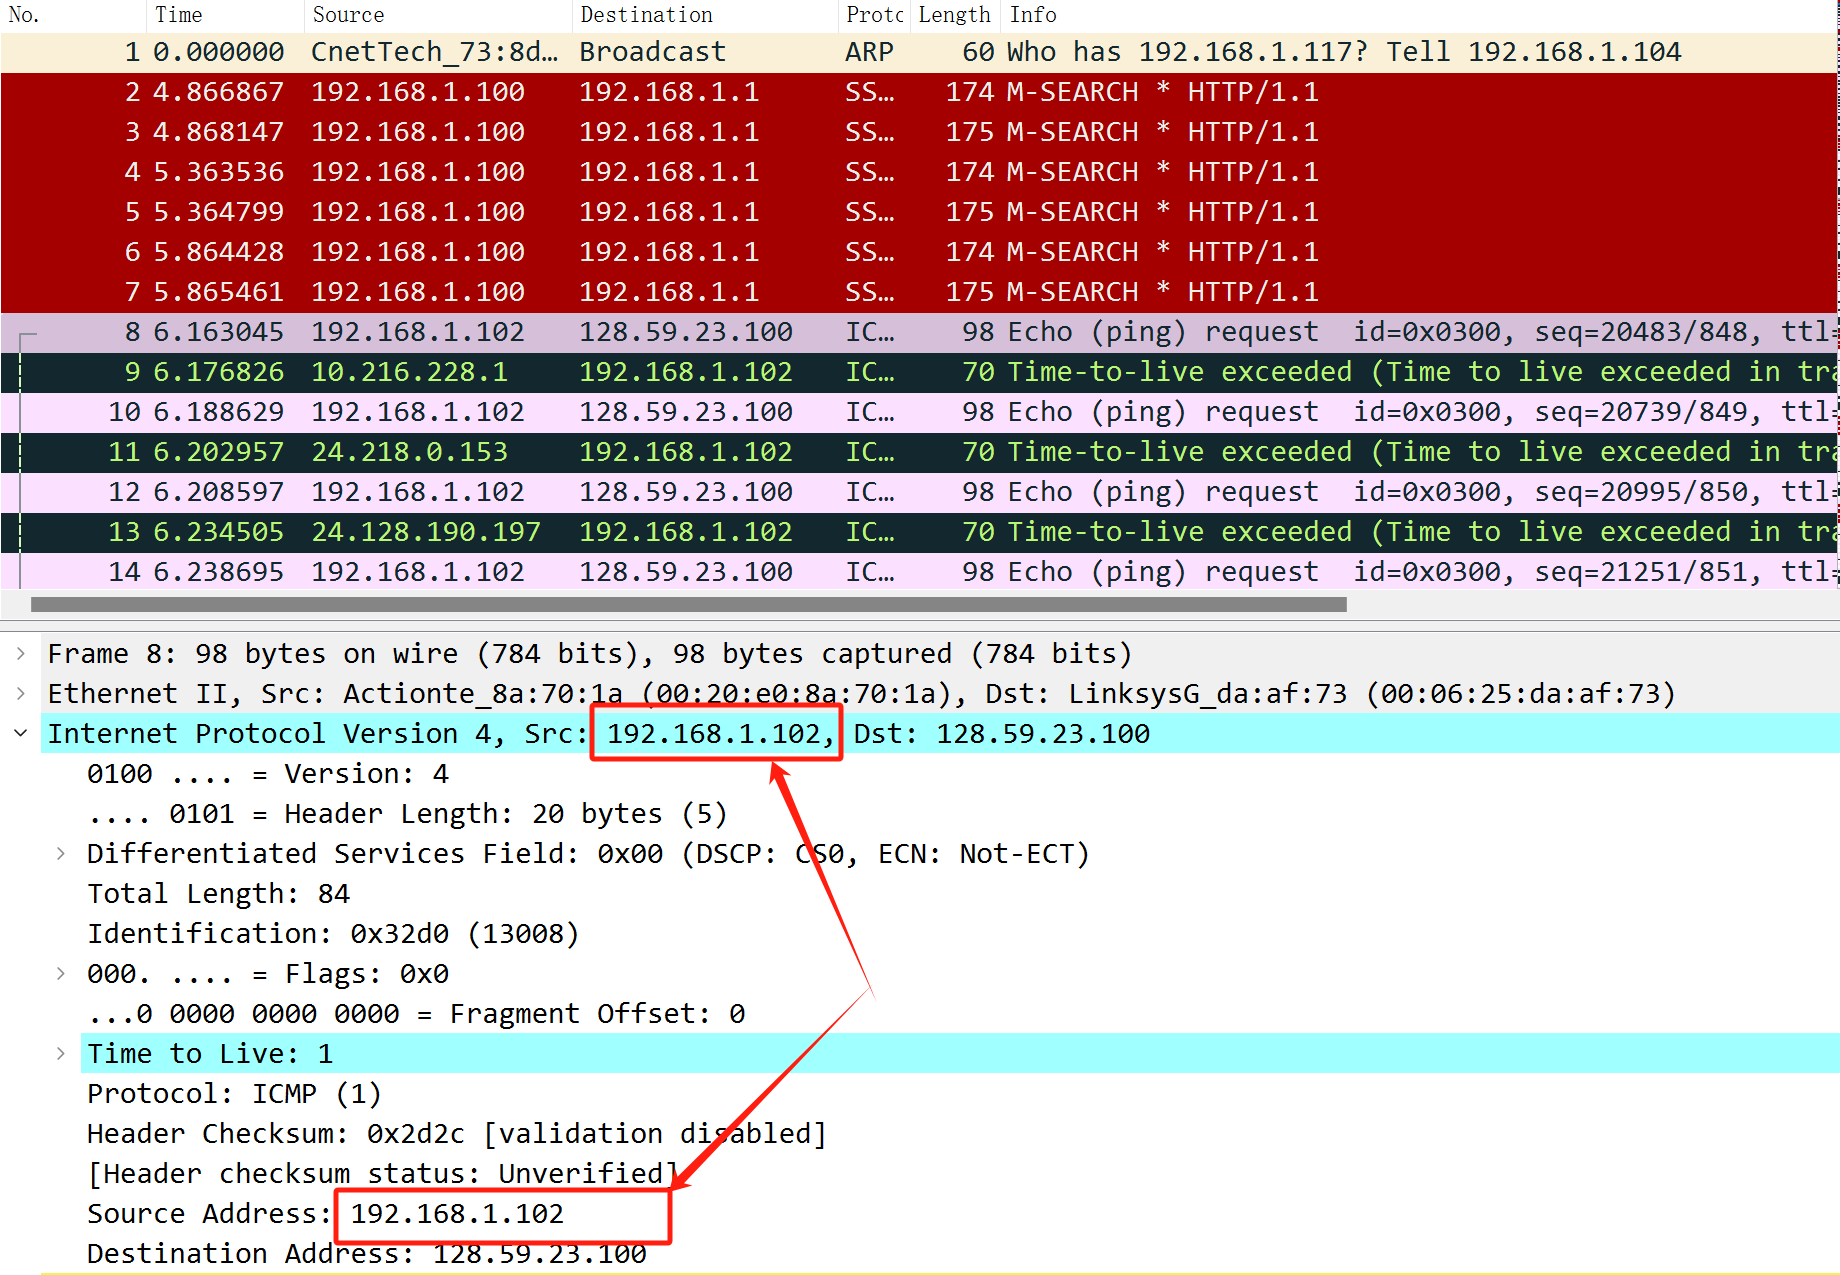 No. Time Source Destination Proto Length Info
1 0.000000 CnetTech_73:8d… Broadcast ARP 60 Who has 192.168.1.117? Tell 192.168.1.104
2 4.866867 192.168.1.100 192.168.1.1 SS… 174 M-SEARCH * HTTP/1.1
3 4.868147 192.168.1.100 192.168.1.1 SS… 175 M-SEARCH * HTTP/1.1
4 5.363536 192.168.1.100 192.168.1.1 SS… 174 M-SEARCH * HTTP/1.1
5 5.364799 192.168.1.100 192.168.1.1 SS… 175 M-SEARCH * HTTP/1.1
6 5.864428 192.168.1.100 192.168.1.1 SS… 174 M-SEARCH * HTTP/1.1
7 5.865461 192.168.1.100 192.168.1.1 SS… 175 M-SEARCH * HTTP/1.1
8 6.163045 192.168.1.102 128.59.23.100 IC… 98 Echo (ping) request id=0x0300, seq=20483/848, ttl=
9 6.176826 10.216.228.1 192.168.1.102 IC… 70 Time-to-live exceeded (Time to live exceeded in tra
10 6.188629 192.168.1.102 128.59.23.100 IC… 98 Echo (ping) request id=0x0300, seq=20739/849, ttl=
11 6.202957 24.218.0.153 192.168.1.102 IC… 70 Time-to-live exceeded (Time to live exceeded in tra
12 6.208597 192.168.1.102 128.59.23.100 IC… 98 Echo (ping) request id=0x0300, seq=20995/850, ttl=
13 6.234505 24.128.190.197 192.168.1.102 IC… 70 Time-to-live exceeded (Time to live exceeded in tra
14 6.238695 192.168.1.102 128.59.23.100 IC… 98 Echo (ping) request id=0x0300, seq=21251/851, ttl=
Frame 8: 98 bytes on wire (784 bits), 98 bytes captured (784 bits)
Ethernet II, Src: Actionte_8a:70:1a (00:20:e0:8a:70:1a), Dst: LinksysG_da:af:73 (00:06:25:da:af:73)
Internet Protocol Version 4, Src: 192.168.1.102, Dst: 128.59.23.100
0100 .... = Version: 4
.... 0101 = Header Length: 20 bytes (5)
Differentiated Services Field: 0x00 (DSCP: CS0, ECN: Not-ECT)
Total Length: 84
Identification: 0x32d0 (13008)
000. .... = Flags: 0x0
...0 0000 0000 0000 = Fragment Offset: 0
Time to Live: 1
Protocol: ICMP (1)
Header Checksum: 0x2d2c [validation disabled]
[Header checksum status: Unverified]
Source Address: 192.168.1.102
Destination Address: 128.59.23.100